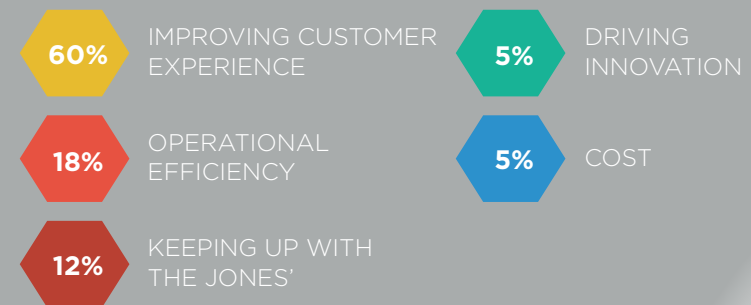 60%
IMPROVING CUSTOMER
EXPERIENCE
18%
OPERATIONAL
EFFICIENCY
12%
KEEPING UP WITH
THE JONES’
5%
DRIVING
INNOVATION
5%
COST